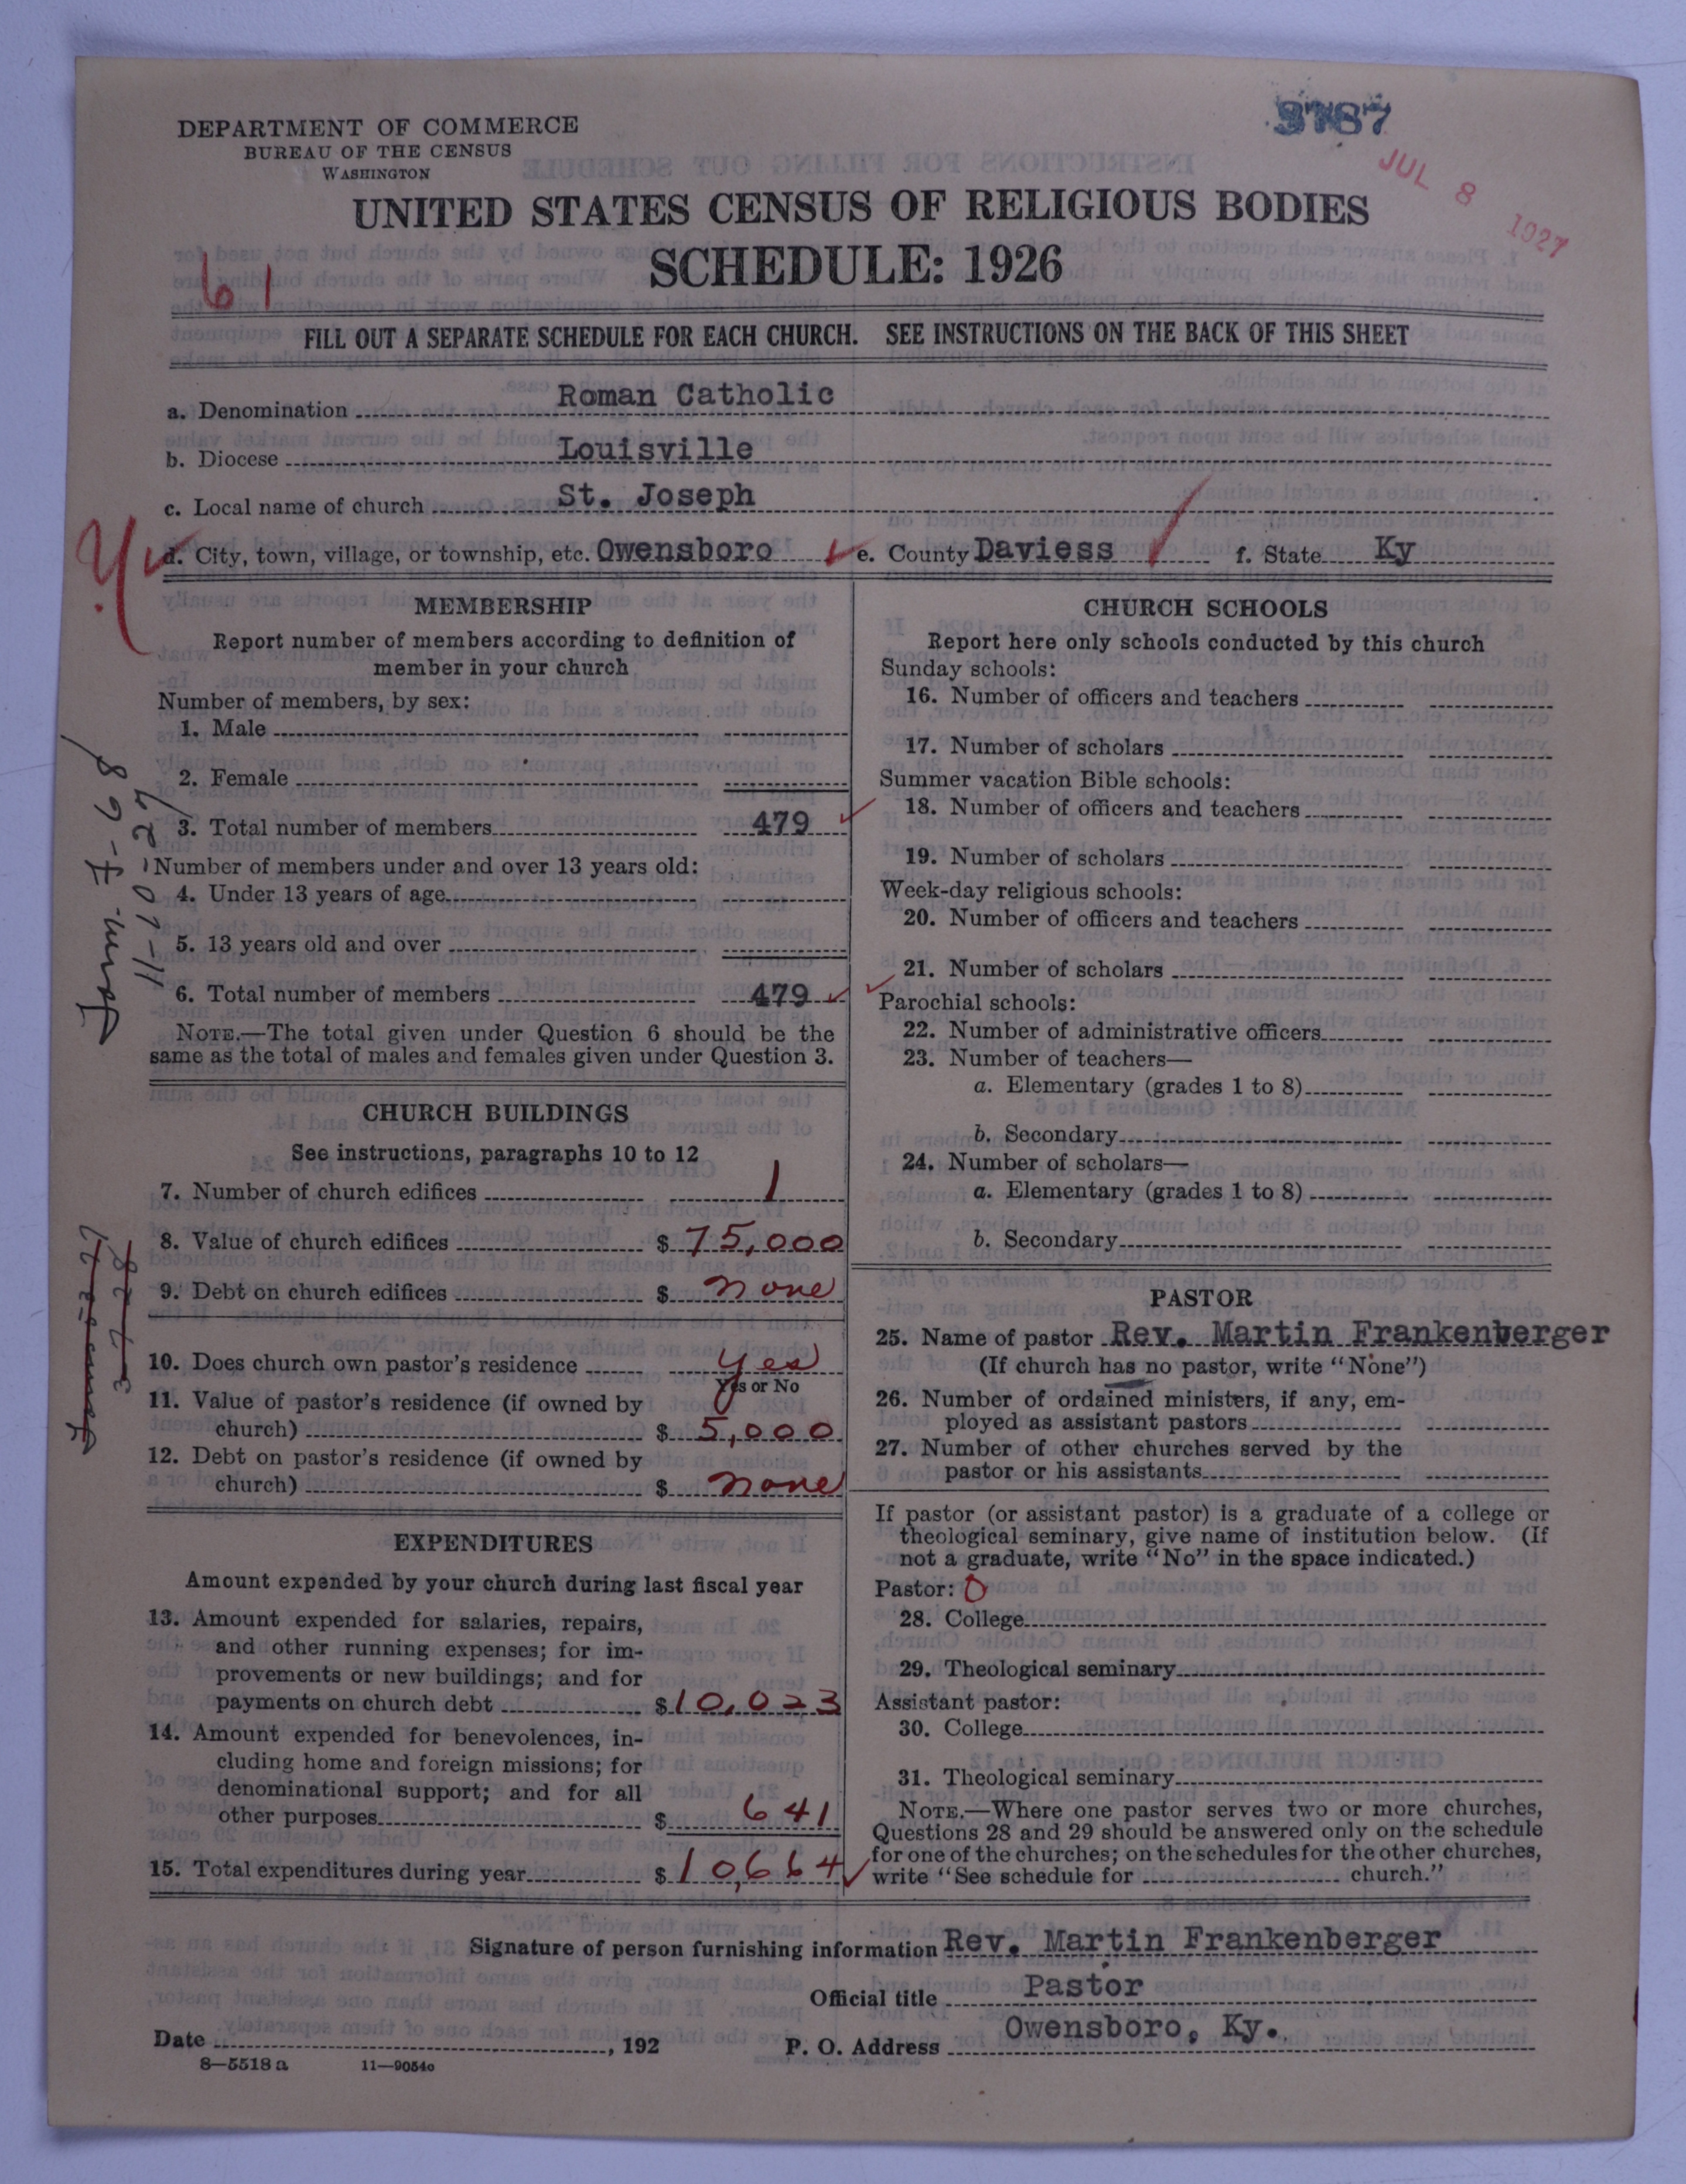 DEPARTMENT OF COMMERCE
BUREAU OF THE CENSUS
WASHINGTON
3787
JUL 8 1927
UNITED STATES CENSUS OF RELIGIOUS BODIES
SCHEDULE: 1926
61
FILL OUT A SEPARATE SCHEDULE FOR EACH CHURCH. SEE INSTRUCTIONS ON THE BACK OF THIS SHEET
a. Denomination Roman Catholic
b. Diocese Louisville
c. Local name of church St. Joseph
d. City, town, village, or township, etc. Owensboro e. County Daviess f. State Ky
MEMBERSHIP
Report number of members according to definition of
member in your church
Number of members, by sex:
1. Male
2. Female
3. Total number of members 479
Number of members under and over 13 years old:
4. Under 13 years of age
5. 13 years old and over
6. Total number of members 479
NOTE.—The total given under Question 6 should be the
same as the total of males and females given under Question 3.
CHURCH BUILDINGS
See instructions, paragraphs 10 to 12
7. Number of church edifices 1
8. Value of church edifices $ 75,000
9. Debt on church edifices $ none
10. Does church own pastor's residence yes
Yes or No
11. Value of pastor's residence (if owned by
church) $ 5,000
12. Debt on pastor's residence (if owned by
church) $ none
EXPENDITURES
Amount expended by your church during last fiscal year
13. Amount expended for salaries, repairs,
and other running expenses; for im-
provements or new buildings; and for
payments on church debt $ 10,023
14. Amount expended for benevolences, in-
cluding home and foreign missions; for
denominational support; and for all
other purposes $ 641
15. Total expenditures during year $ 10,664
CHURCH SCHOOLS
Report here only schools conducted by this church
Sunday schools:
16. Number of officers and teachers
17. Number of scholars
Summer vacation Bible schools:
18. Number of officers and teachers
19. Number of scholars
Week-day religious schools:
20. Number of officers and teachers
21. Number of scholars
Parochial schools:
22. Number of administrative officers
23. Number of teachers—
a. Elementary (grades 1 to 8)
b. Secondary
24. Number of scholars—
a. Elementary (grades 1 to 8)
b. Secondary
PASTOR
25. Name of pastor Rev. Martin Frankenberger
(If church has no pastor, write "None")
26. Number of ordained ministers, if any, em-
ployed as assistant pastors
27. Number of other churches served by the
pastor or his assistants
If pastor (or assistant pastor) is a graduate of a college or
theological seminary, give name of institution below. (If
not a graduate, write "No" in the space indicated.)
Pastor: 0
28. College
29. Theological seminary
Assistant pastor:
30. College
31. Theological seminary
NOTE.—Where one pastor serves two or more churches,
Questions 28 and 29 should be answered only on the schedule
for one of the churches; on the schedules for the other churches,
write "See schedule for church."
Signature of person furnishing information Rev. Martin Frankenberger
Official title Pastor
Date , 192
P. O. Address Owensboro, Ky.
8—5518 a 11—9054o